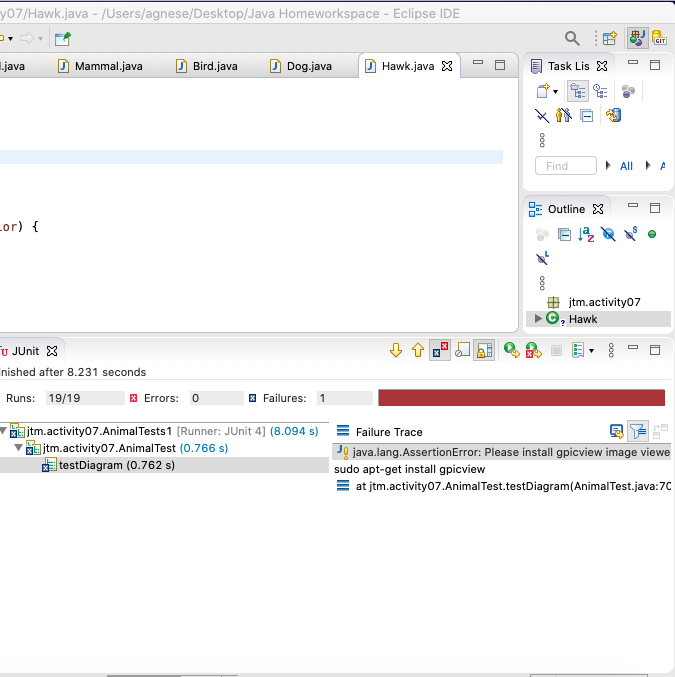 y07/Hawk.java - /Users/agnese/Desktop/Java Homeworkspace - Eclipse IDE
l.java Mammal.java Bird.java Dog.java Hawk.java
Task Lis
Find All A
lor) {
Outline
jtm.activity07
Hawk
JUnit
inished after 8.231 seconds
Runs: 19/19 Errors: 0 Failures: 1
jtm.activity07.AnimalTests1 [Runner: JUnit 4] (8.094 s)
jtm.activity07.AnimalTest (0.766 s)
testDiagram (0.762 s)
Failure Trace
java.lang.AssertionError: Please install gpicview image viewe
sudo apt-get install gpicview
at jtm.activity07.AnimalTest.testDiagram(AnimalTest.java:70